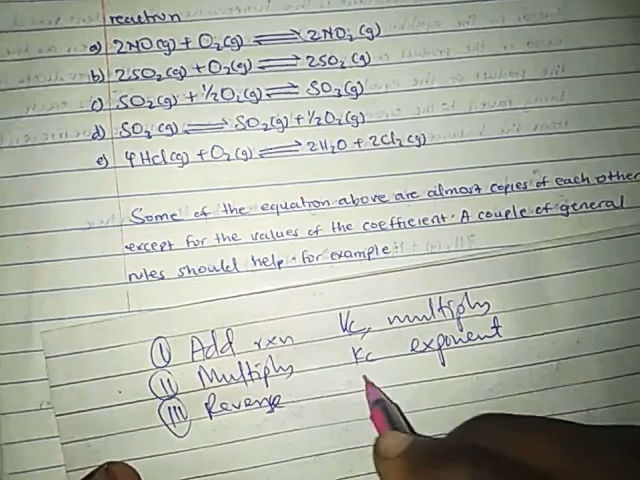 reaction
a) 2NO(g) + O₂(g) ⇌ 2NO₂(g)
b) 2SO₂(g) + O₂(g) ⇌ 2SO₂(g)
c) SO₂(g) + ½O₂(g) ⇌ SO₃(g)
d) SO₃(g) ⇌ SO₂(g) + ½O₂(g)
e) 4Hcl(g) + O₂(g) ⇌ 2H₂O + 2Cl₂(g)
Some of the equation above are almost copies of each other
except for the values of the coefficient. A couple of general
rules should help. for example:
(I) Add rxn Kc, multiply
(II) Multiply Kc exponent
(III) Reverse